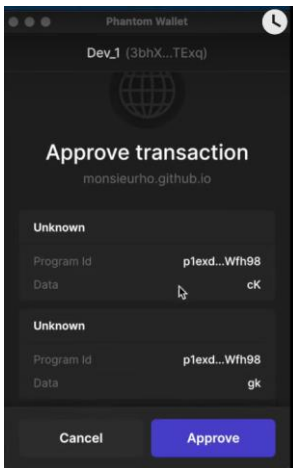 Phantom Wallet
Dev_1 (3bhX...TExq)
Approve transaction
monsieurho.github.io
Unknown
Program Id p1exd...Wfh98
Data cK
Unknown
Program Id p1exd...Wfh98
Data gk
Cancel Approve